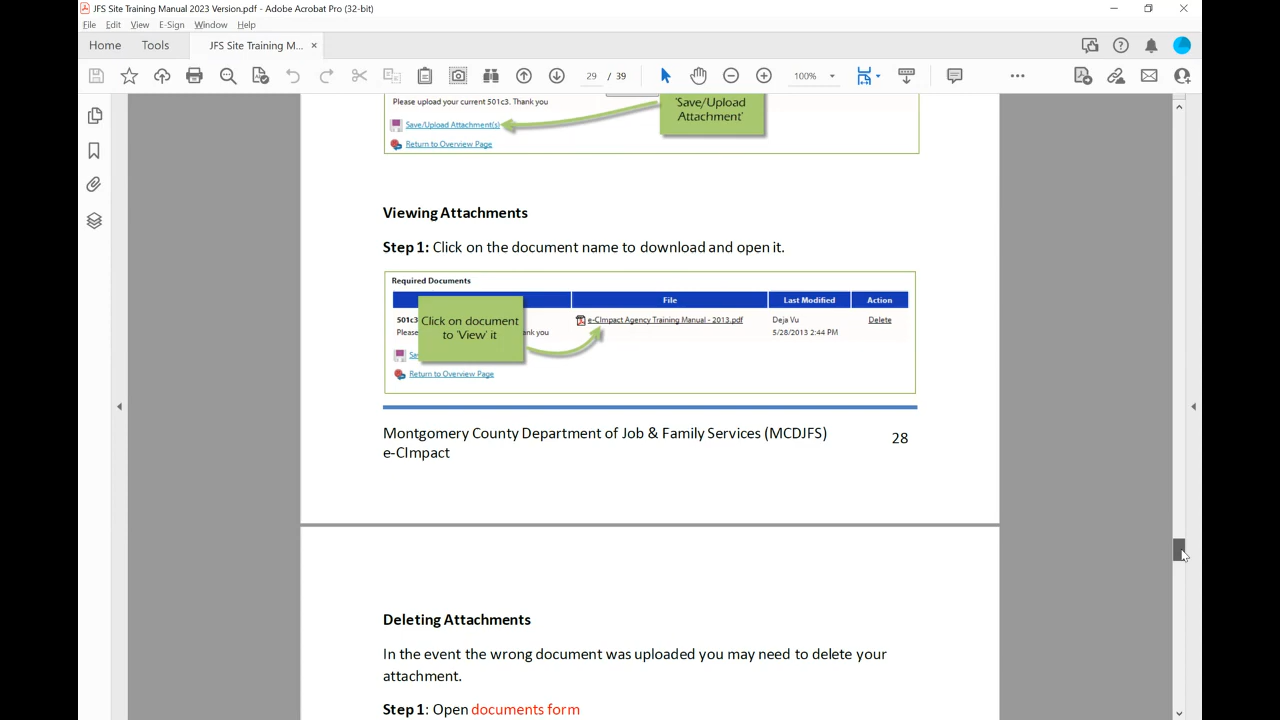 JFS Site Training Manual 2023 Version.pdf - Adobe Acrobat Pro (32-bit)
File Edit View E-Sign Window Help
Home Tools JFS Site Training M... ×
29 / 39 100%
Please upload your current 501c3. Thank you
'Save/Upload
Attachment'
Save/Upload Attachment(s)
Return to Overview Page
Viewing Attachments
Step 1: Click on the document name to download and open it.
Required Documents
File Last Modified Action
501c3
Click on document
to 'View' it
e-CImpact Agency Training Manual - 2013.pdf Deja Vu Delete
Pleas ank you 5/28/2013 2:44 PM
Sa
Return to Overview Page
Montgomery County Department of Job & Family Services (MCDJFS) 28
e-CImpact
Deleting Attachments
In the event the wrong document was uploaded you may need to delete your
attachment.
Step 1: Open documents form